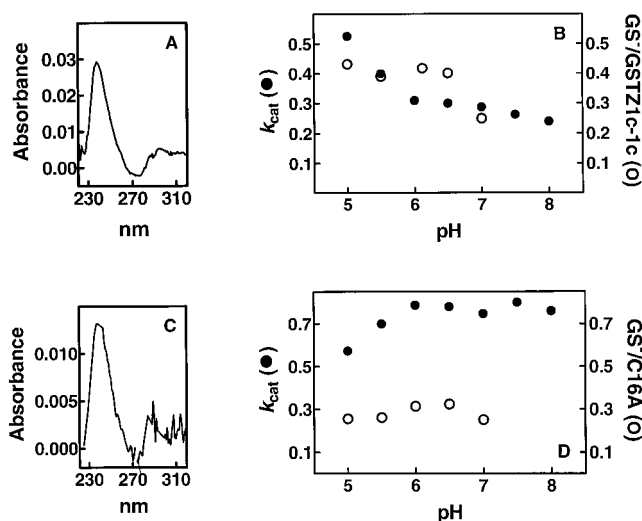 A
Absorbance
0.03
0.02
0.01
0.00
230 270 310
nm
B
k_cat (●)
0.5
0.4
0.3
0.2
0.1
5 6 7 8
pH
0.5
0.4
0.3
0.2
0.1
GS⁻/GSTZ1c-1c (O)
C
Absorbance
0.010
0.005
0.000
230 270 310
nm
D
k_cat (●)
0.7
0.5
0.3
0.1
5 6 7 8
pH
0.7
0.5
0.3
0.1
GS⁻/C16A (O)